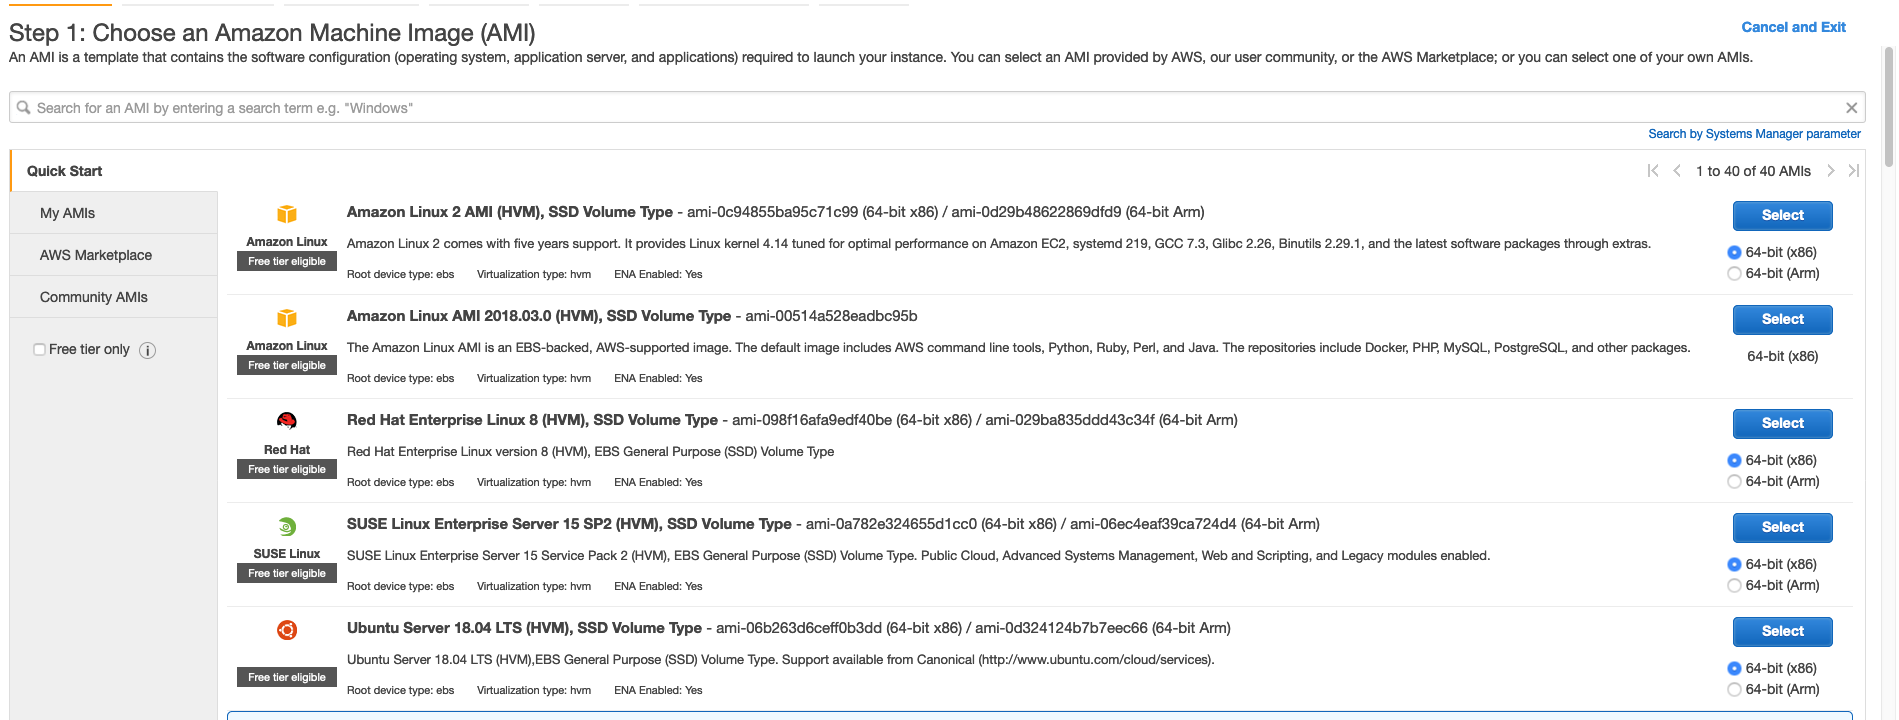 Step 1: Choose an Amazon Machine Image (AMI)
Cancel and Exit
An AMI is a template that contains the software configuration (operating system, application server, and applications) required to launch your instance. You can select an AMI provided by AWS, our user community, or the AWS Marketplace; or you can select one of your own AMIs.
Search for an AMI by entering a search term e.g. "Windows"
Search by Systems Manager parameter
Quick Start
1 to 40 of 40 AMIs
My AMIs
AWS Marketplace
Community AMIs
Free tier only
Amazon Linux
Free tier eligible
Amazon Linux 2 AMI (HVM), SSD Volume Type - ami-0c94855ba95c71c99 (64-bit x86) / ami-0d29b48622869dfd9 (64-bit Arm)
Amazon Linux 2 comes with five years support. It provides Linux kernel 4.14 tuned for optimal performance on Amazon EC2, systemd 219, GCC 7.3, Glibc 2.26, Binutils 2.29.1, and the latest software packages through extras.
Root device type: ebs Virtualization type: hvm ENA Enabled: Yes
Select
64-bit (x86)
64-bit (Arm)
Amazon Linux
Free tier eligible
Amazon Linux AMI 2018.03.0 (HVM), SSD Volume Type - ami-00514a528eadbc95b
The Amazon Linux AMI is an EBS-backed, AWS-supported image. The default image includes AWS command line tools, Python, Ruby, Perl, and Java. The repositories include Docker, PHP, MySQL, PostgreSQL, and other packages.
Root device type: ebs Virtualization type: hvm ENA Enabled: Yes
Select
64-bit (x86)
Red Hat
Free tier eligible
Red Hat Enterprise Linux 8 (HVM), SSD Volume Type - ami-098f16afa9edf40be (64-bit x86) / ami-029ba835ddd43c34f (64-bit Arm)
Red Hat Enterprise Linux version 8 (HVM), EBS General Purpose (SSD) Volume Type
Root device type: ebs Virtualization type: hvm ENA Enabled: Yes
Select
64-bit (x86)
64-bit (Arm)
SUSE Linux
Free tier eligible
SUSE Linux Enterprise Server 15 SP2 (HVM), SSD Volume Type - ami-0a782e324655d1cc0 (64-bit x86) / ami-06ec4eaf39ca724d4 (64-bit Arm)
SUSE Linux Enterprise Server 15 Service Pack 2 (HVM), EBS General Purpose (SSD) Volume Type. Public Cloud, Advanced Systems Management, Web and Scripting, and Legacy modules enabled.
Root device type: ebs Virtualization type: hvm ENA Enabled: Yes
Select
64-bit (x86)
64-bit (Arm)
Free tier eligible
Ubuntu Server 18.04 LTS (HVM), SSD Volume Type - ami-06b263d6ceff0b3dd (64-bit x86) / ami-0d324124b7b7eec66 (64-bit Arm)
Ubuntu Server 18.04 LTS (HVM),EBS General Purpose (SSD) Volume Type. Support available from Canonical (http://www.ubuntu.com/cloud/services).
Root device type: ebs Virtualization type: hvm ENA Enabled: Yes
Select
64-bit (x86)
64-bit (Arm)